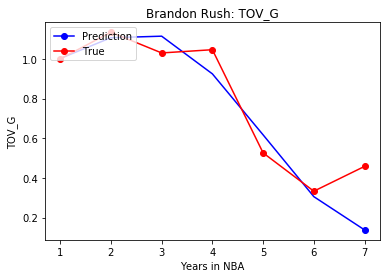 Brandon Rush: TOV_G
Prediction
True
1.0
0.8
0.6
0.4
0.2
TOV_G
1 2 3 4 5 6 7
Years in NBA